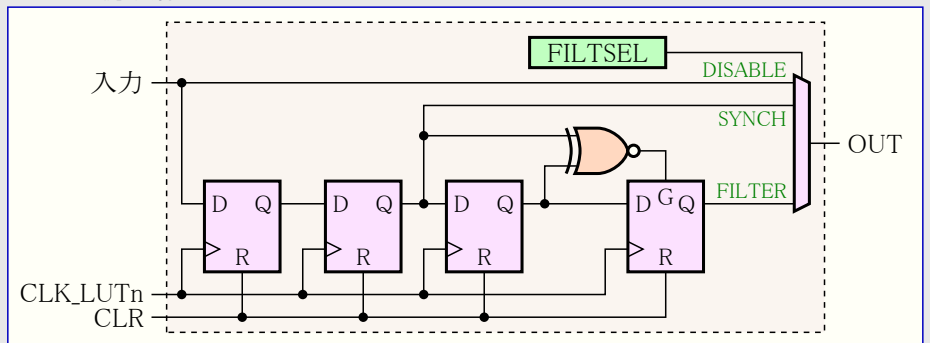 FILTSEL
DISABLE
入力
SYNCH
OUT
FILTER
D Q D Q D Q D G Q
R R R R
CLK_LUTn
CLR